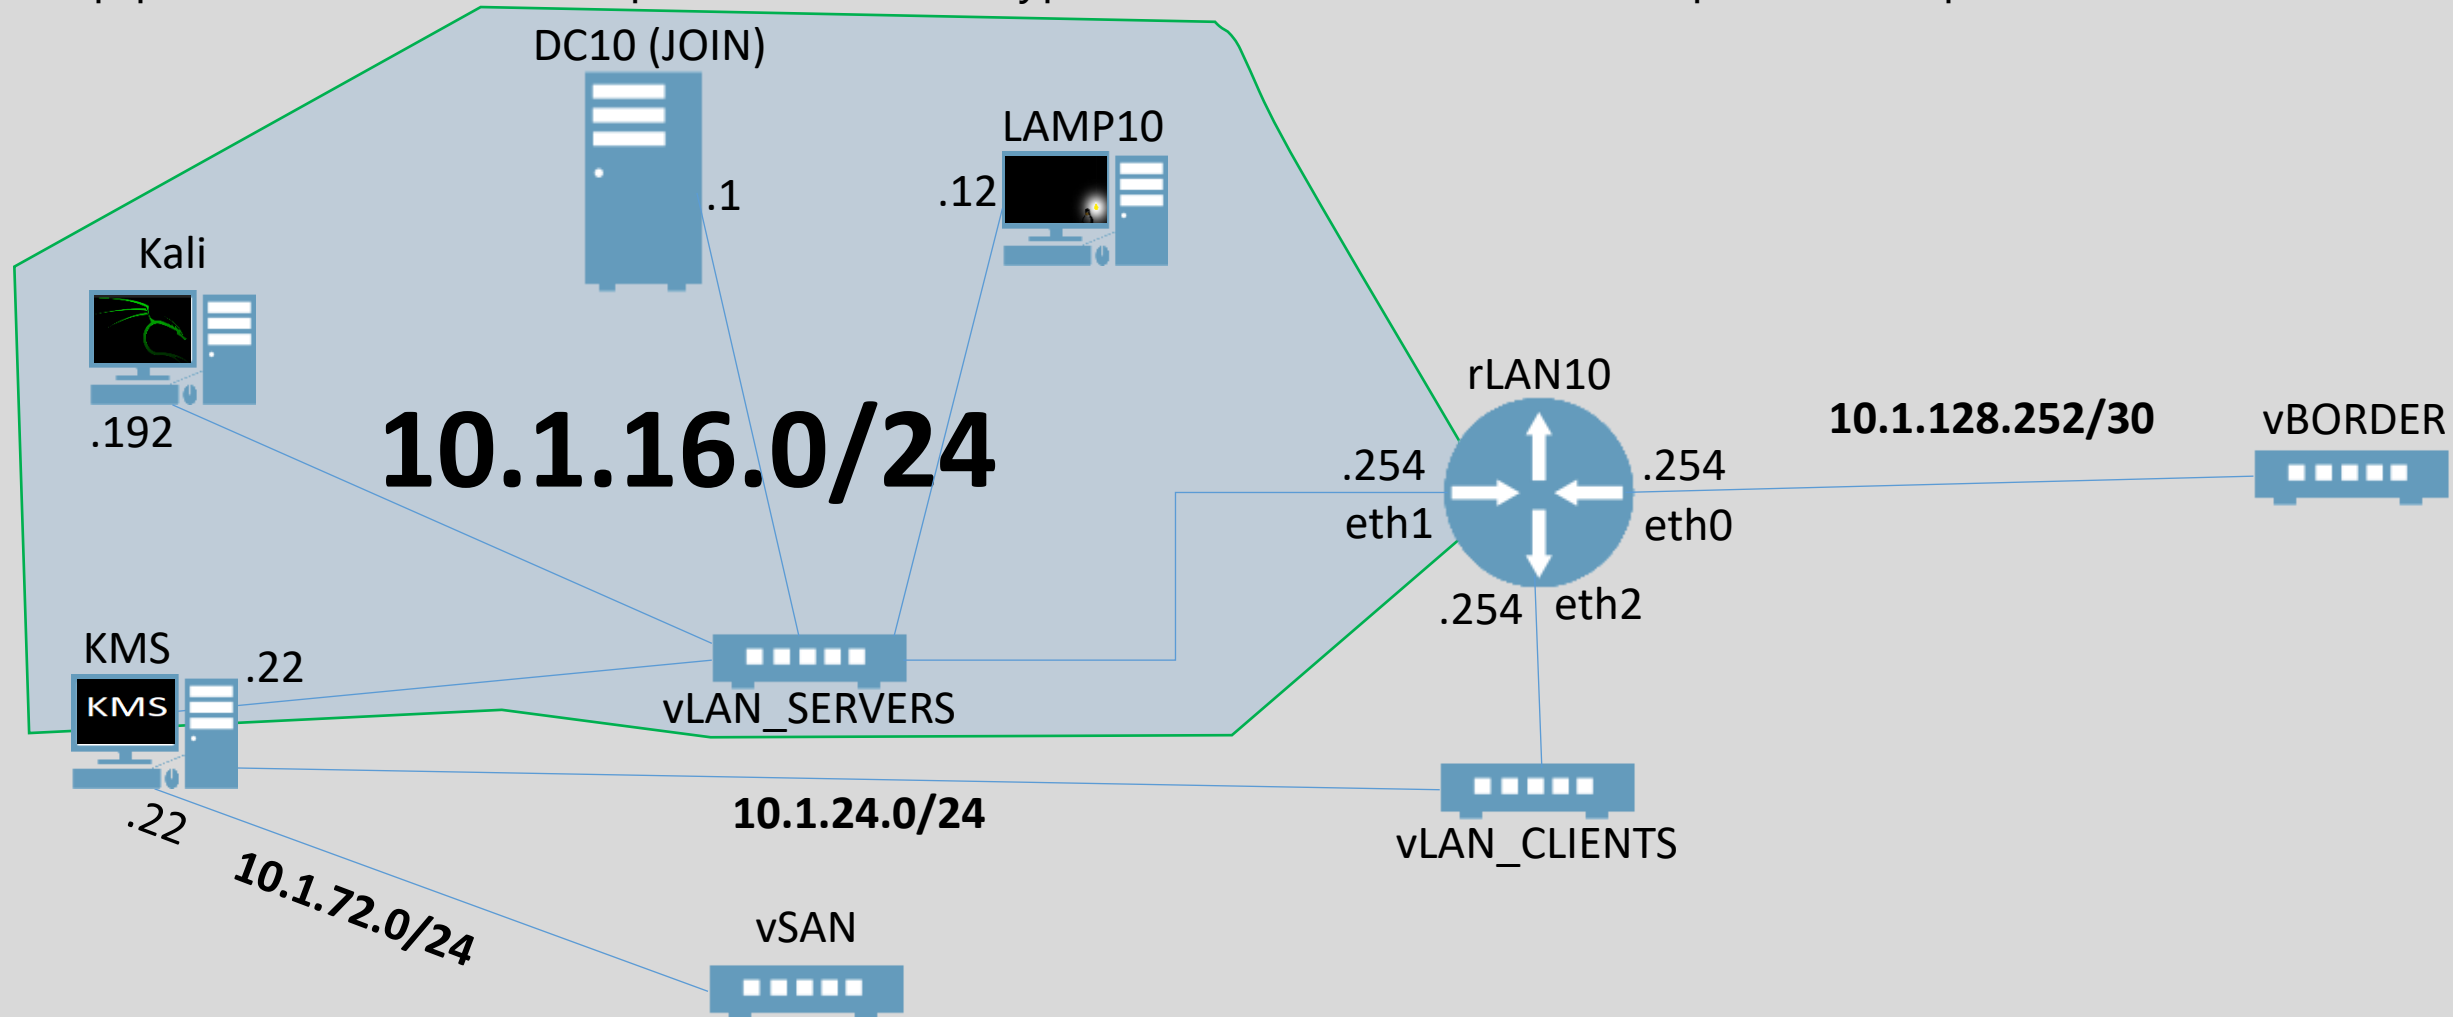 DC10 (JOIN)
LAMP10
.1
.12
Kali
.192
10.1.16.0/24
rLAN10
10.1.128.252/30
vBORDER
.254
.254
eth1
eth0
.254
eth2
KMS
.22
KMS
vLAN_SERVERS
10.1.24.0/24
vLAN_CLIENTS
.22
10.1.72.0/24
vSAN